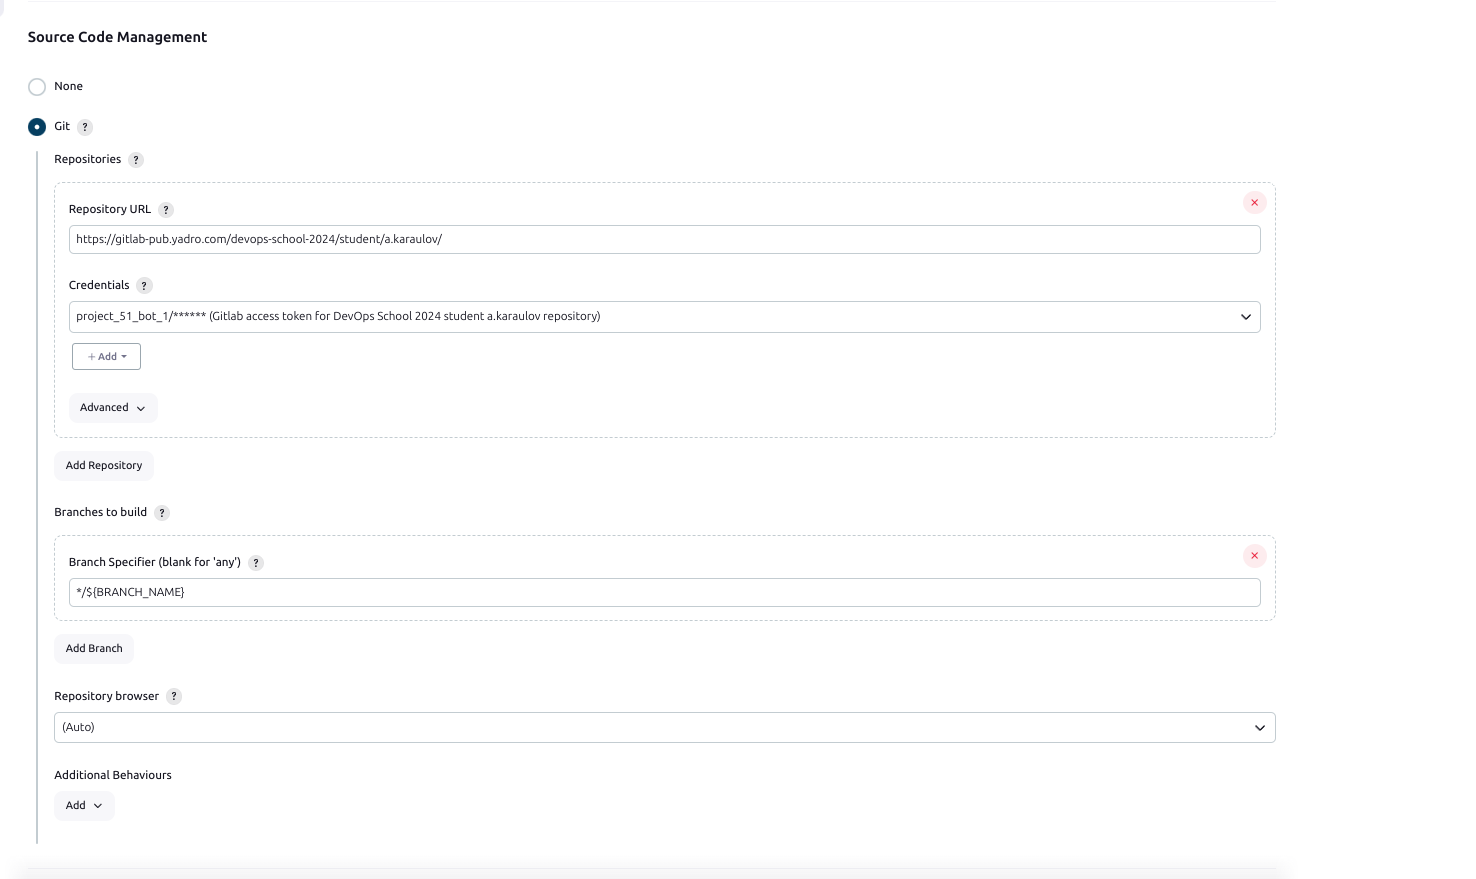 Source Code Management
None
Git ?
Repositories ?
Repository URL ?
https://gitlab-pub.yadro.com/devops-school-2024/student/a.karaulov/
Credentials ?
project_51_bot_1/****** (Gitlab access token for DevOps School 2024 student a.karaulov repository)
+ Add
Advanced
Add Repository
Branches to build ?
Branch Specifier (blank for 'any') ?
*/${BRANCH_NAME}
Add Branch
Repository browser ?
(Auto)
Additional Behaviours
Add